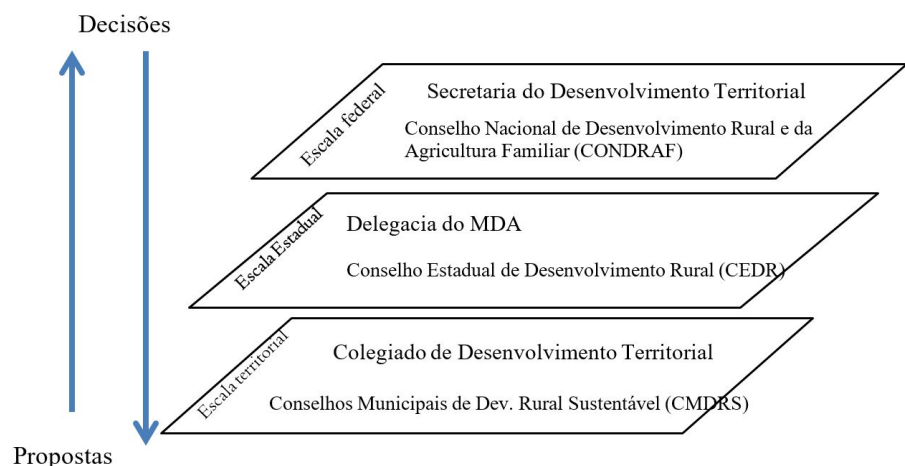 Decisões
Escala federal
Secretaria do Desenvolvimento Territorial
Conselho Nacional de Desenvolvimento Rural e da
Agricultura Familiar (CONDRAF)
Escala Estadual
Delegacia do MDA
Conselho Estadual de Desenvolvimento Rural (CEDR)
Escala territorial
Colegiado de Desenvolvimento Territorial
Conselhos Municipais de Dev. Rural Sustentável (CMDRS)
Propostas